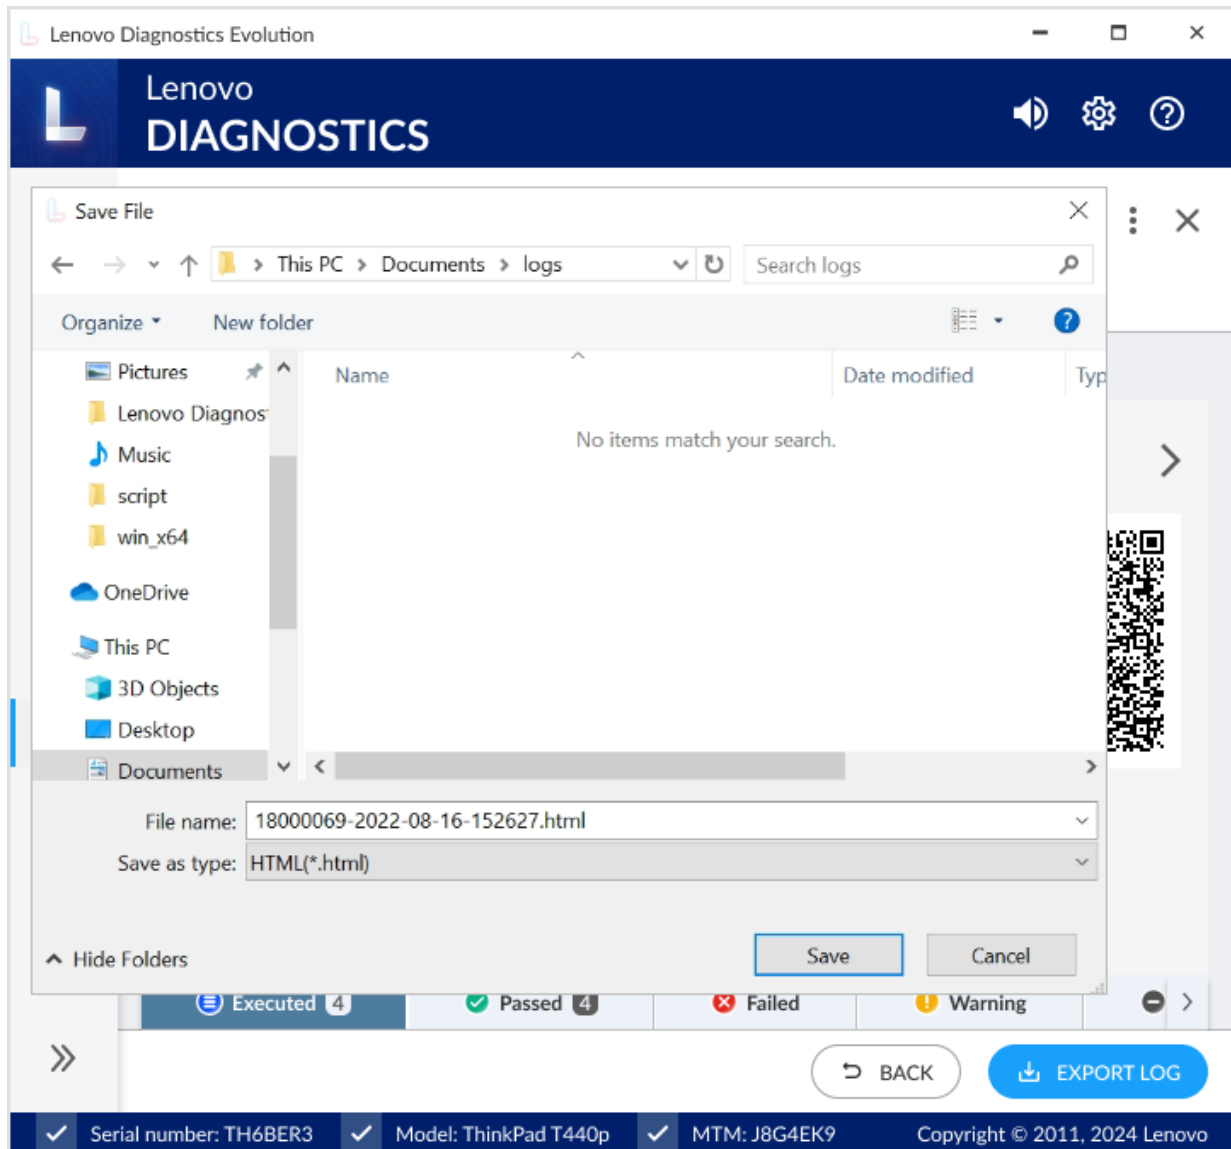 Lenovo Diagnostics Evolution
Lenovo
DIAGNOSTICS
Save File
This PC > Documents > logs
Search logs
Organize
New folder
Name
Date modified
Typ
Pictures
Lenovo Diagnos
Music
script
win_x64
No items match your search.
OneDrive
This PC
3D Objects
Desktop
Documents
File name: 18000069-2022-08-16-152627.html
Save as type: HTML(*.html)
Hide Folders
Save
Cancel
Executed 4
Passed 4
Failed
Warning
BACK
EXPORT LOG
Serial number: TH6BER3
Model: ThinkPad T440p
MTM: J8G4EK9
Copyright © 2011, 2024 Lenovo